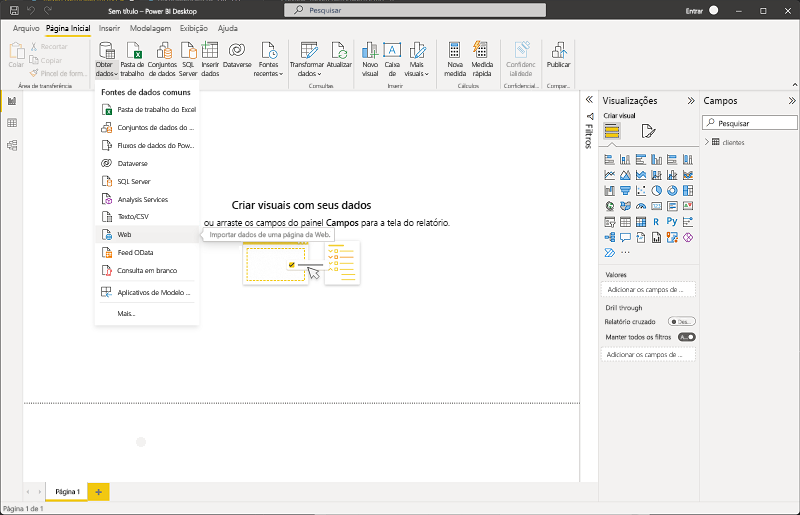 Sem título - Power BI Desktop
Pesquisar
Entrar
Arquivo Página Inicial Inserir Modelagem Exibição Ajuda
Colar
Recortar
Copiar
Pincel de form...
Área de transferência
Obter dados
Pasta de trabalho
Conjuntos de dados
SQL Server
Inserir dados
Dataverse
Fontes recentes
Transformar dados
Atualizar
Consultas
Novo visual
Caixa de
Mais visuais
Inserir
Nova medida
Medida rápida
Cálculos
Confidenc ialidade
Confidencial...
Publicar
Compar...
Fontes de dados comuns
Pasta de trabalho do Excel
Conjuntos de dados do ...
Fluxos de dados do Pow...
Dataverse
SQL Server
Analysis Services
Texto/CSV
Web
Importar dados de uma página da Web.
Feed OData
Consulta em branco
Aplicativos de Modelo ...
Mais...
Criar visuais com seus dados
ou arraste os campos do painel Campos para a tela do relatório.
Filtros
Visualizações
Criar visual
R Py
Valores
Adicionar os campos de ...
Drill through
Relatório cruzado
Des...
Manter todos os filtros
A...
Adicionar os campos de ...
Campos
Pesquisar
clientes
Página 1
Página 1 de 1